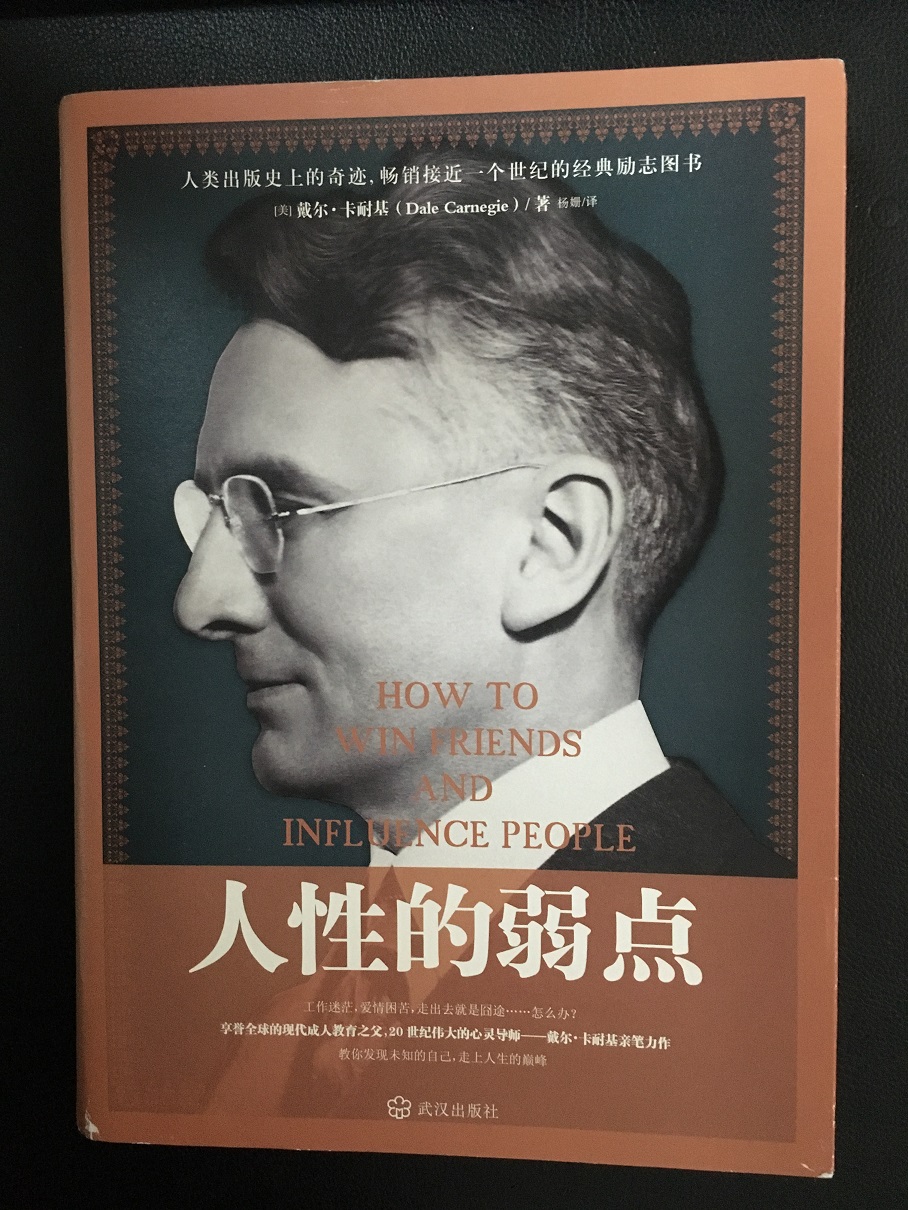 人类出版史上的奇迹，畅销接近一个世纪的经典励志图书
[美] 戴尔·卡耐基（Dale Carnegie）/ 著 杨姗/译
HOW TO
WIN FRIENDS
AND
INFLUENCE PEOPLE
人性的弱点
工作迷茫，爱情困苦，走出去就是囧途……怎么办？
享誉全球的现代成人教育之父，20 世纪伟大的心灵导师——戴尔·卡耐基亲笔力作
教你发现未知的自己，走上人生的巅峰
武汉出版社